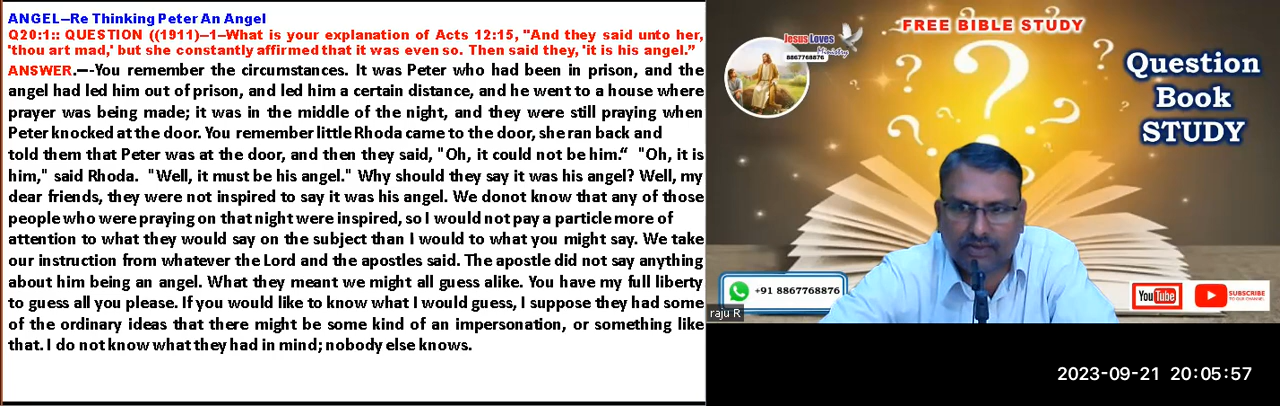 ANGEL--Re Thinking Peter An Angel
Q20:1:: QUESTION ((1911)--1--What is your explanation of Acts 12:15, "And they said unto her,
'thou art mad,' but she constantly affirmed that it was even so. Then said they, 'it is his angel.”
ANSWER.---You remember the circumstances. It was Peter who had been in prison, and the
angel had led him out of prison, and led him a certain distance, and he went to a house where
prayer was being made; it was in the middle of the night, and they were still praying when
Peter knocked at the door. You remember little Rhoda came to the door, she ran back and
told them that Peter was at the door, and then they said, "Oh, it could not be him.“ "Oh, it is
him," said Rhoda. "Well, it must be his angel." Why should they say it was his angel? Well, my
dear friends, they were not inspired to say it was his angel. We donot know that any of those
people who were praying on that night were inspired, so I would not pay a particle more of
attention to what they would say on the subject than I would to what you might say. We take
our instruction from whatever the Lord and the apostles said. The apostle did not say anything
about him being an angel. What they meant we might all guess alike. You have my full liberty
to guess all you please. If you would like to know what I would guess, I suppose they had some
of the ordinary ideas that there might be some kind of an impersonation, or something like
that. I do not know what they had in mind; nobody else knows.
FREE BIBLE STUDY
Jesus Loves
Ministry
8867768876
Question
Book
STUDY
+91 8867768876
raju R
YouTube
SUBSCRIBE
TO OUR CHANNEL
2023-09-21 20:05:57